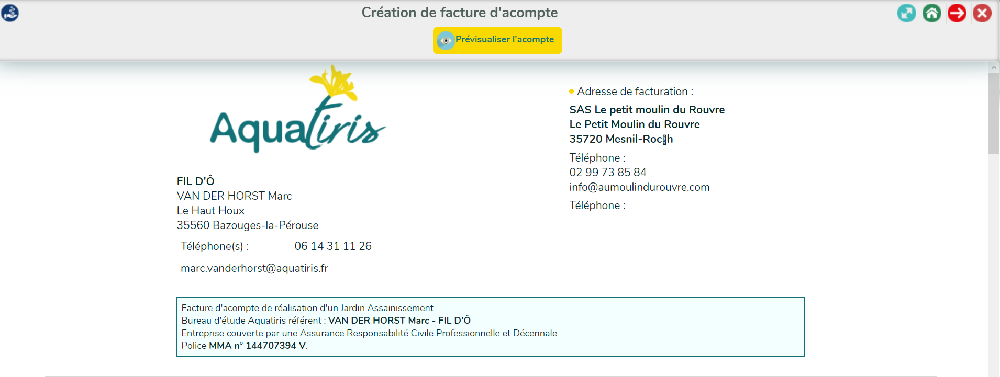 Création de facture d'acompte
Prévisualiser l'acompte
Aquatiris
Adresse de facturation :
SAS Le petit moulin du Rouvre
Le Petit Moulin du Rouvre
35720 Mesnil-Roc▯h
Téléphone :
02 99 73 85 84
info@aumoulindurouvre.com
Téléphone :
FIL D'Ô
VAN DER HORST Marc
Le Haut Houx
35560 Bazouges-la-Pérouse
Téléphone(s) : 06 14 31 11 26
marc.vanderhorst@aquatiris.fr
Facture d'acompte de réalisation d'un Jardin Assainissement
Bureau d'étude Aquatiris référent : VAN DER HORST Marc - FIL D'Ô
Entreprise couverte par une Assurance Responsabilité Civile Professionnelle et Décennale
Police MMA n° 144707394 V.